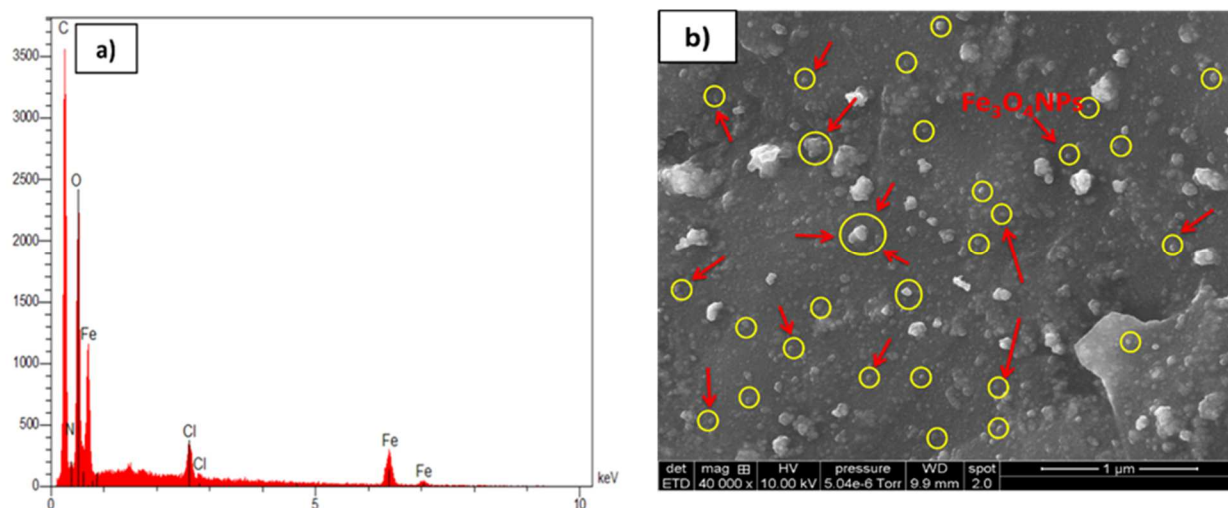 a)
C
3500
3000
2500
O
2000
1500
Fe
1000
500
N
Cl
Cl
Fe
Fe
0
0
5
10
keV
b)
Fe₃O₄NPs
det mag ⊞ HV pressure WD spot
ETD 40 000 x 10.00 kV 5.04e-6 Torr 9.9 mm 2.0
1 µm